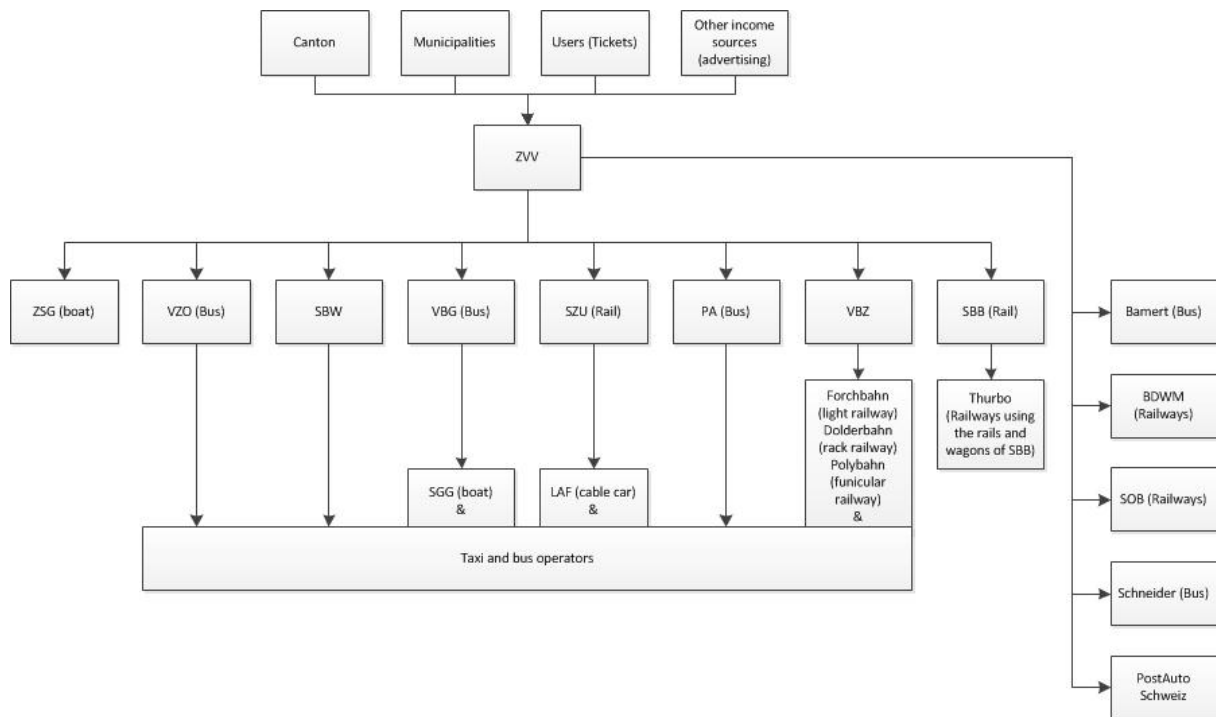 Canton
Municipalities
Users (Tickets)
Other income
sources
(advertising)
ZVV
ZSG (boat)
VZO (Bus)
SBW
VBG (Bus)
SZU (Rail)
PA (Bus)
VBZ
SBB (Rail)
Bamert (Bus)
Forchbahn
(light railway)
Dolderbahn
(rack railway)
Polybahn
(funicular
railway)
&
Thurbo
(Railways using
the rails and
wagons of SBB)
BDWM
(Railways)
SGG (boat)
&
LAF (cable car)
&
SOB (Railways)
Taxi and bus operators
Schneider (Bus)
PostAuto
Schweiz